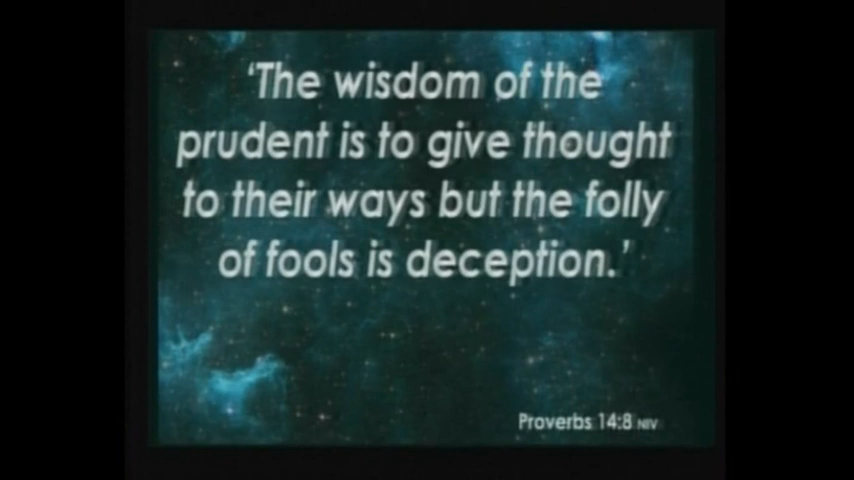 ‘The wisdom of the
prudent is to give thought
to their ways but the folly
of fools is deception.’
Proverbs 14:8 NIV